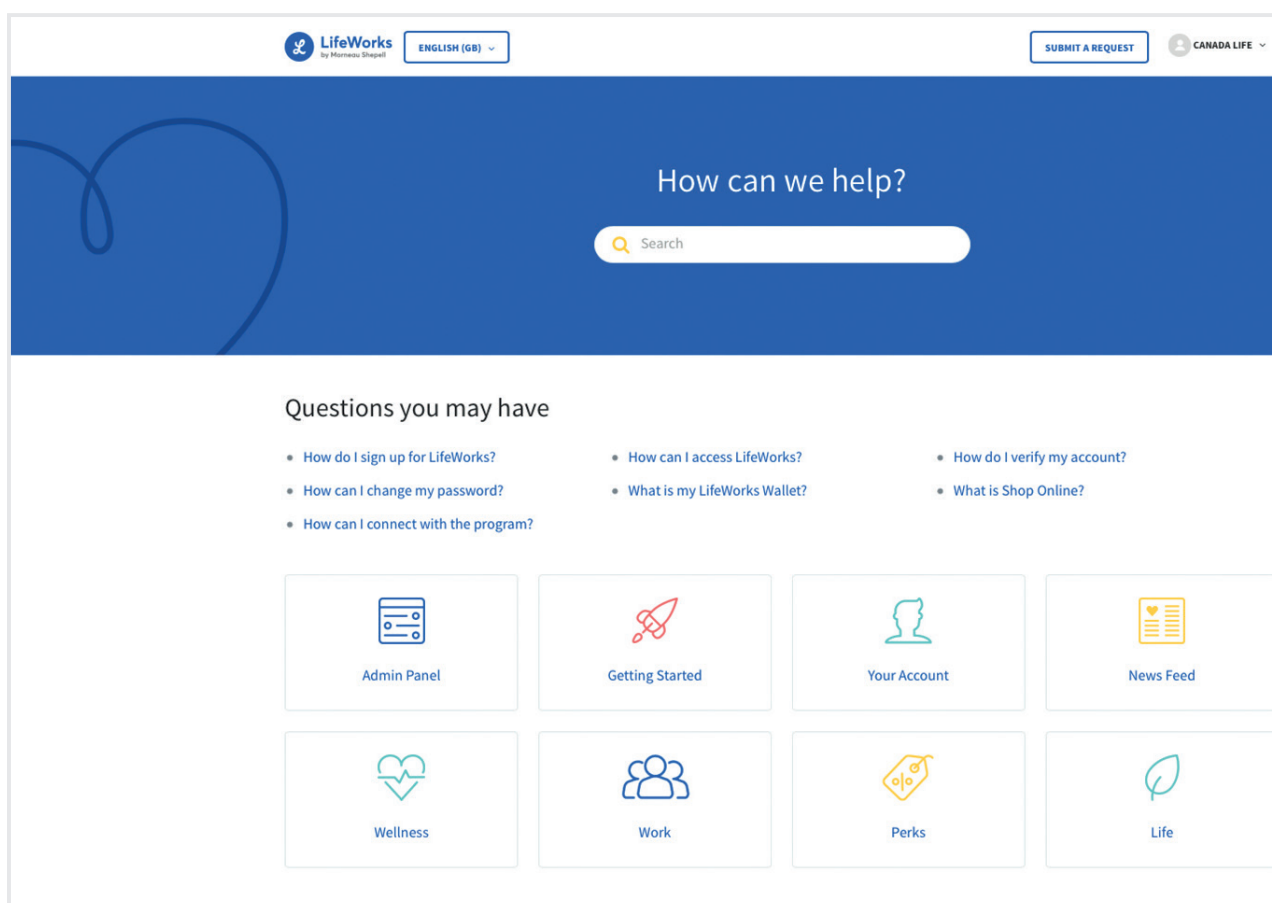 LifeWorks
by Morneau Shepell
ENGLISH (GB)
SUBMIT A REQUEST
CANADA LIFE
How can we help?
Search
Questions you may have
How do I sign up for LifeWorks?
How can I access LifeWorks?
How do I verify my account?
How can I change my password?
What is my LifeWorks Wallet?
What is Shop Online?
How can I connect with the program?
Admin Panel
Getting Started
Your Account
News Feed
Wellness
Work
Perks
Life